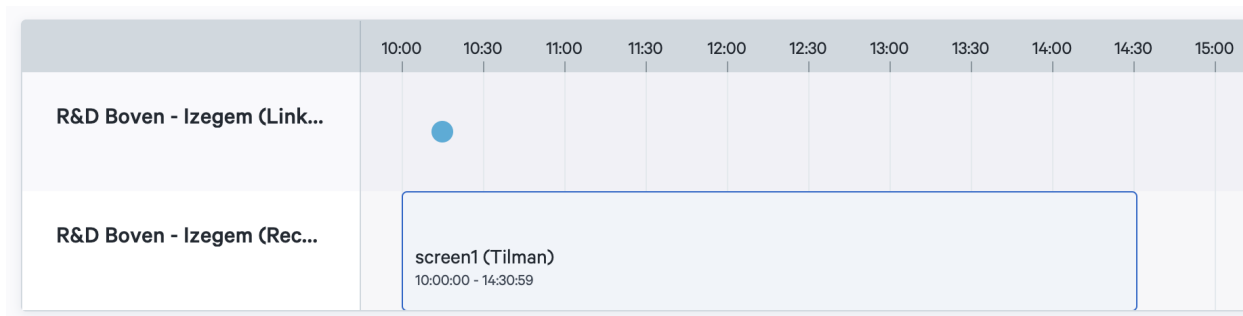 10:00 10:30 11:00 11:30 12:00 12:30 13:00 13:30 14:00 14:30 15:00
R&D Boven - Izegem (Link...
R&D Boven - Izegem (Rec...
screen1 (Tilman)
10:00:00 - 14:30:59